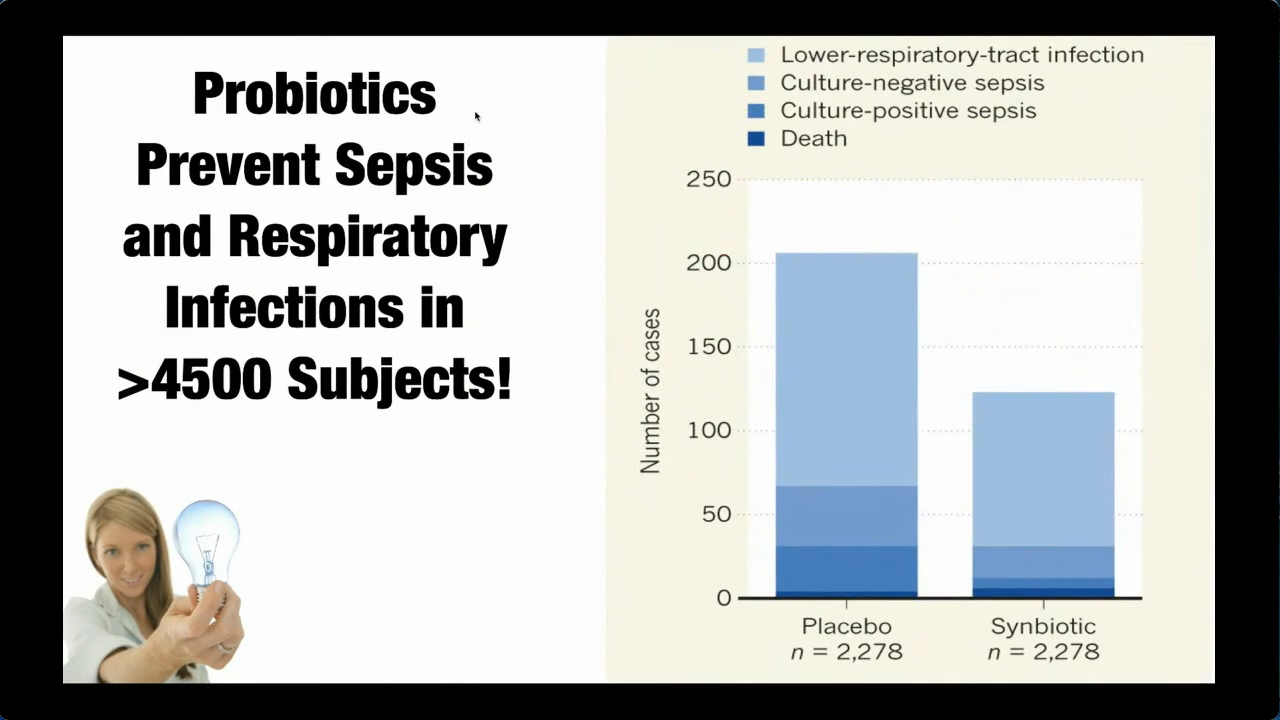 Probiotics
Prevent Sepsis
and Respiratory
Infections in
>4500 Subjects!
Lower-respiratory-tract infection
Culture-negative sepsis
Culture-positive sepsis
Death
Number of cases
250
200
150
100
50
0
Placebo
n = 2,278
Synbiotic
n = 2,278